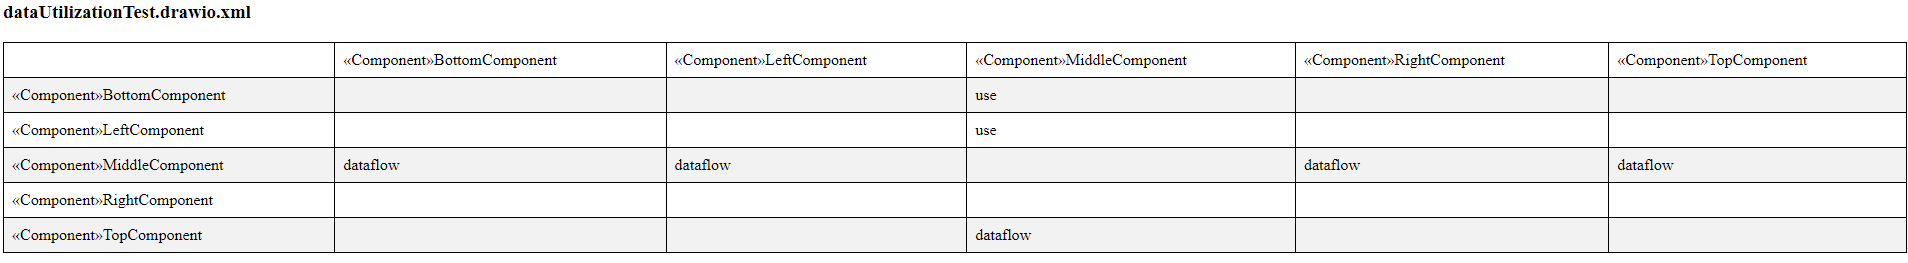 dataUtilizationTest.drawio.xml
«Component»BottomComponent «Component»LeftComponent «Component»MiddleComponent «Component»RightComponent «Component»TopComponent
«Component»BottomComponent use
«Component»LeftComponent use
«Component»MiddleComponent dataflow dataflow dataflow dataflow
«Component»RightComponent
«Component»TopComponent dataflow